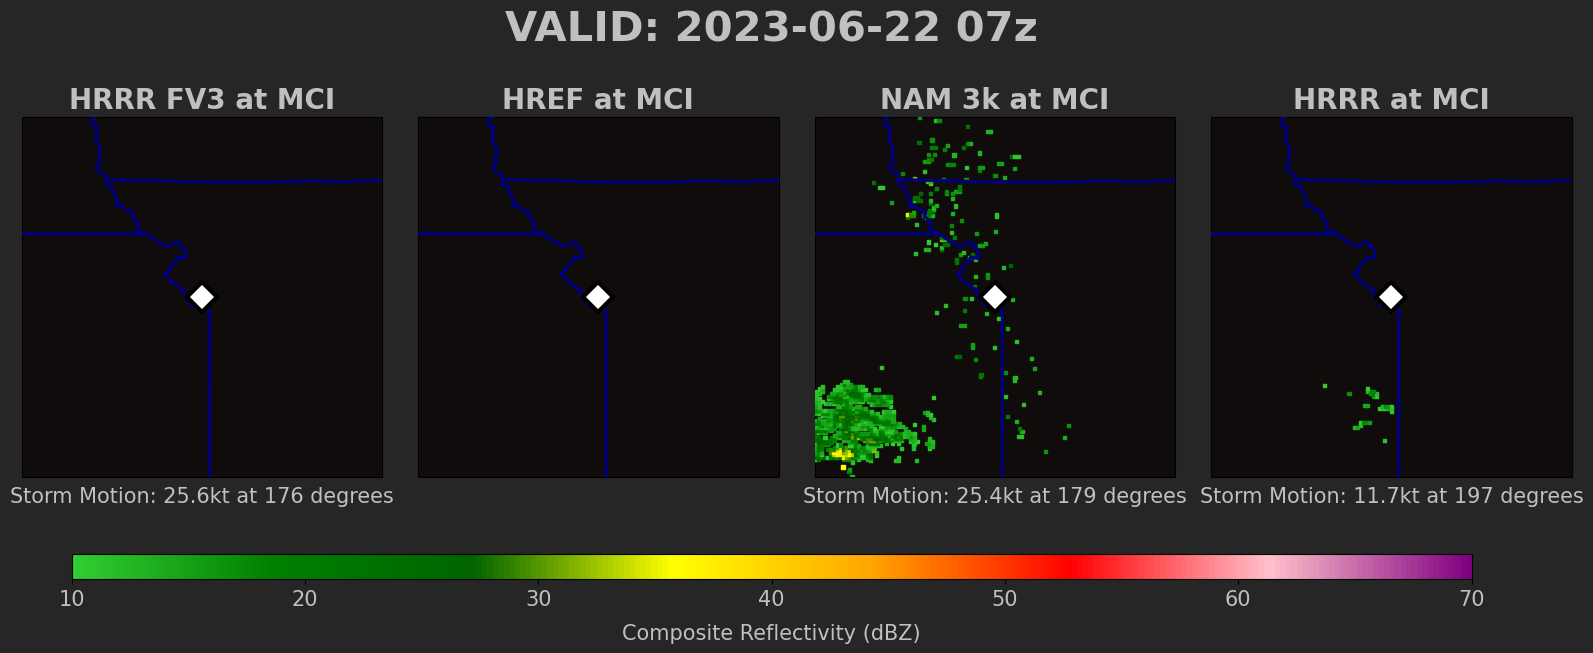 VALID: 2023-06-22 07z
HRRR FV3 at MCI
HREF at MCI
NAM 3k at MCI
HRRR at MCI
Storm Motion: 25.6kt at 176 degrees
Storm Motion: 25.4kt at 179 degrees
Storm Motion: 11.7kt at 197 degrees
10 20 30 40 50 60 70
Composite Reflectivity (dBZ)